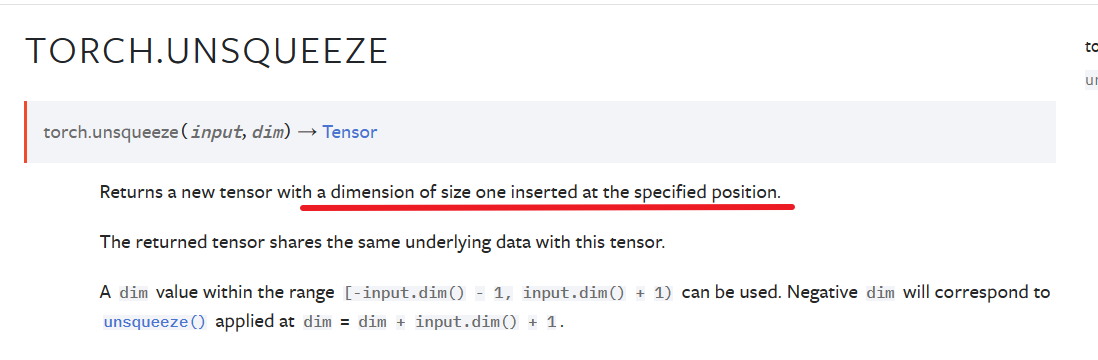 TORCH.UNSQUEEZE
torch.unsqueeze(input, dim) → Tensor
Returns a new tensor with a dimension of size one inserted at the specified position.
The returned tensor shares the same underlying data with this tensor.
A dim value within the range [-input.dim() - 1, input.dim() + 1) can be used. Negative dim will correspond to
unsqueeze() applied at dim = dim + input.dim() + 1.